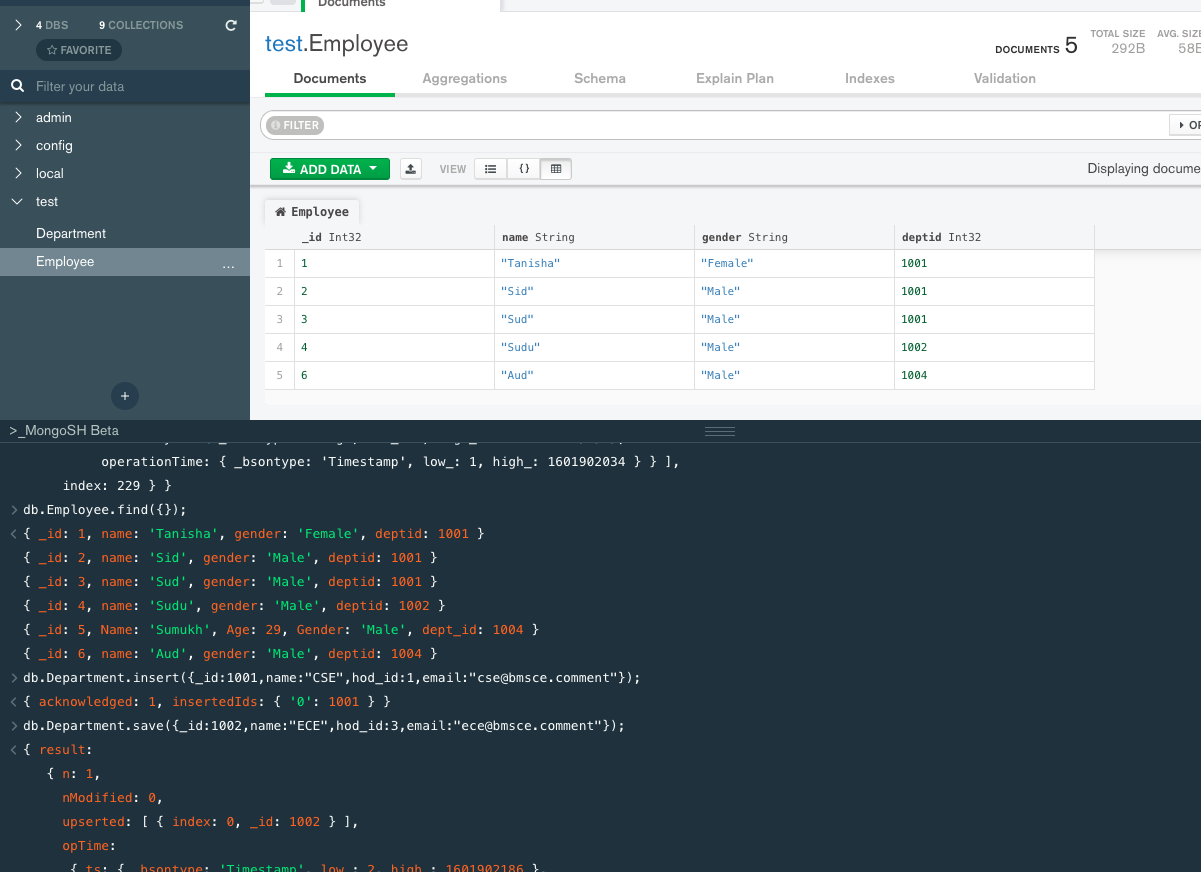 Documents
4 DBS 9 COLLECTIONS
FAVORITE
Filter your data
admin
config
local
test
Department
Employee ...
test.Employee
DOCUMENTS 5 TOTAL SIZE 292B AVG. SIZE 58B
Documents Aggregations Schema Explain Plan Indexes Validation
FILTER
ADD DATA VIEW { } Displaying
Employee
_id Int32 name String gender String deptid Int32
1 1 "Tanisha" "Female" 1001
2 2 "Sid" "Male" 1001
3 3 "Sud" "Male" 1001
4 4 "Sudu" "Male" 1002
5 6 "Aud" "Male" 1004
+
>_MongoSH Beta
operationTime: { _bsontype: 'Timestamp', low_: 1, high_: 1601902034 } } ],
index: 229 } }
> db.Employee.find({});
< { _id: 1, name: 'Tanisha', gender: 'Female', deptid: 1001 }
{ _id: 2, name: 'Sid', gender: 'Male', deptid: 1001 }
{ _id: 3, name: 'Sud', gender: 'Male', deptid: 1001 }
{ _id: 4, name: 'Sudu', gender: 'Male', deptid: 1002 }
{ _id: 5, Name: 'Sumukh', Age: 29, Gender: 'Male', dept_id: 1004 }
{ _id: 6, name: 'Aud', gender: 'Male', deptid: 1004 }
> db.Department.insert({_id:1001,name:"CSE",hod_id:1,email:"cse@bmsce.comment"});
< { acknowledged: 1, insertedIds: { '0': 1001 } }
> db.Department.save({_id:1002,name:"ECE",hod_id:3,email:"ece@bmsce.comment"});
< { result:
{ n: 1,
nModified: 0,
upserted: [ { index: 0, _id: 1002 } ],
opTime:
{ ts: { _bsontype: 'Timestamp', low_: 2, high_: 1601902186 },